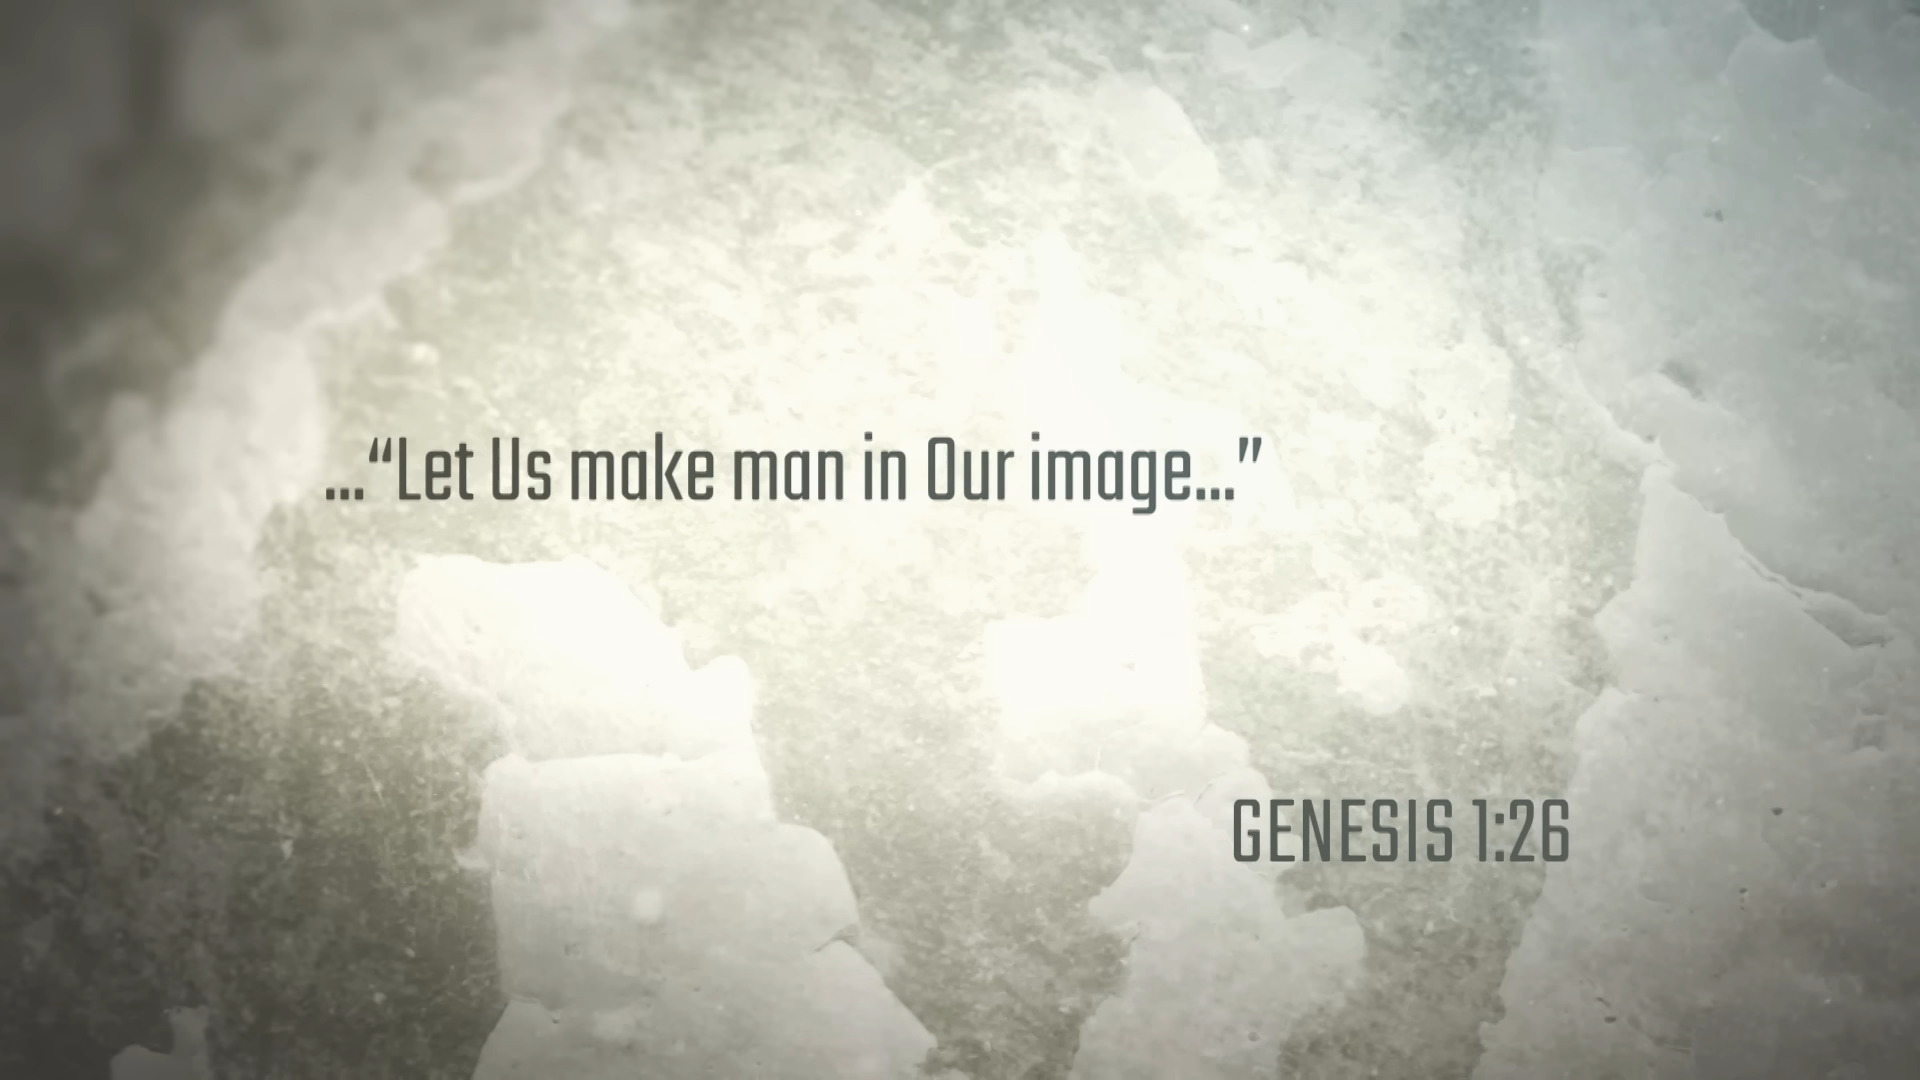 ...“Let Us make man in Our image...”
GENESIS 1:26